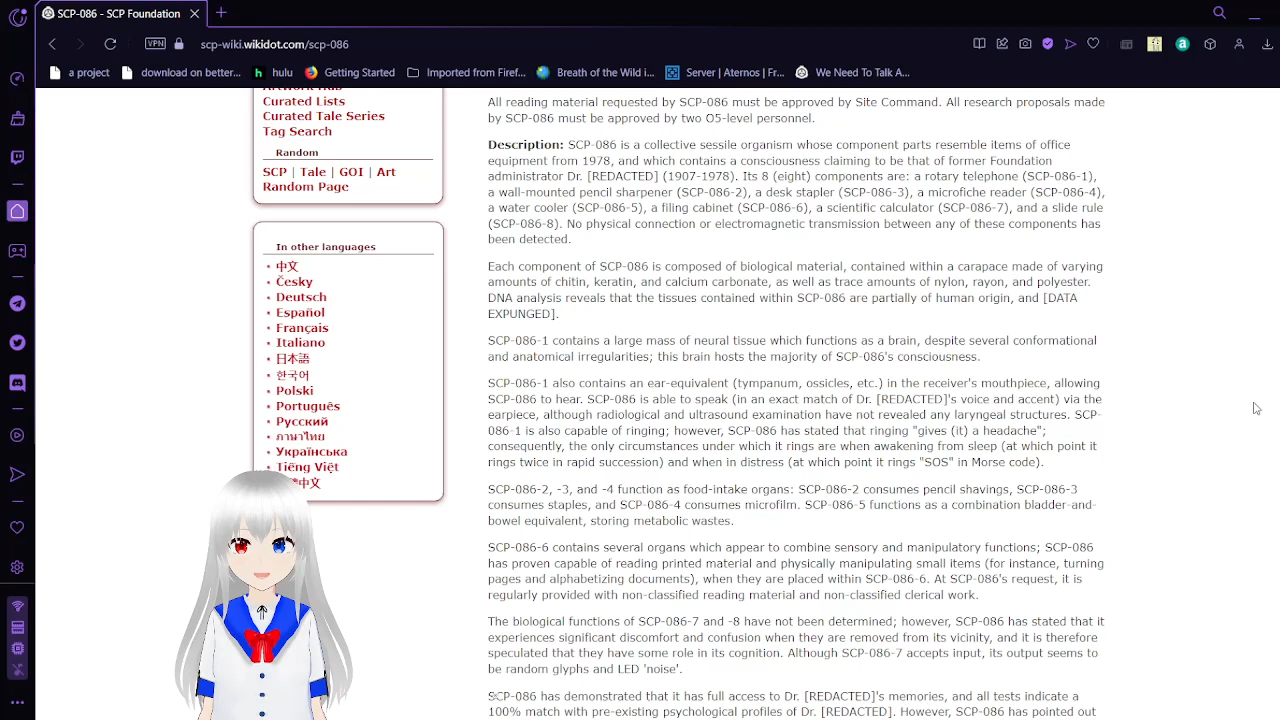 SCP-086 - SCP Foundation
VPN
scp-wiki.wikidot.com/scp-086
a project
download on better...
hulu
Getting Started
Imported from Firef...
Breath of the Wild i...
Server | Aternos | Fr...
We Need To Talk A...
Artwork Hub
Curated Lists
Curated Tale Series
Tag Search
Random
SCP | Tale | GOI | Art
Random Page
In other languages
中文
Česky
Deutsch
Español
Français
Italiano
日本語
한국어
Polski
Português
Русский
ภาษาไทย
Українська
Tiếng Việt
中文
All reading material requested by SCP-086 must be approved by Site Command. All research proposals made
by SCP-086 must be approved by two O5-level personnel.
Description: SCP-086 is a collective sessile organism whose component parts resemble items of office
equipment from 1978, and which contains a consciousness claiming to be that of former Foundation
administrator Dr. [REDACTED] (1907-1978). Its 8 (eight) components are: a rotary telephone (SCP-086-1),
a wall-mounted pencil sharpener (SCP-086-2), a desk stapler (SCP-086-3), a microfiche reader (SCP-086-4),
a water cooler (SCP-086-5), a filing cabinet (SCP-086-6), a scientific calculator (SCP-086-7), and a slide rule
(SCP-086-8). No physical connection or electromagnetic transmission between any of these components has
been detected.
Each component of SCP-086 is composed of biological material, contained within a carapace made of varying
amounts of chitin, keratin, and calcium carbonate, as well as trace amounts of nylon, rayon, and polyester.
DNA analysis reveals that the tissues contained within SCP-086 are partially of human origin, and [DATA
EXPUNGED].
SCP-086-1 contains a large mass of neural tissue which functions as a brain, despite several conformational
and anatomical irregularities; this brain hosts the majority of SCP-086's consciousness.
SCP-086-1 also contains an ear-equivalent (tympanum, ossicles, etc.) in the receiver's mouthpiece, allowing
SCP-086 to hear. SCP-086 is able to speak (in an exact match of Dr. [REDACTED]'s voice and accent) via the
earpiece, although radiological and ultrasound examination have not revealed any laryngeal structures. SCP-
086-1 is also capable of ringing; however, SCP-086 has stated that ringing "gives (it) a headache";
consequently, the only circumstances under which it rings are when awakening from sleep (at which point it
rings twice in rapid succession) and when in distress (at which point it rings "SOS" in Morse code).
SCP-086-2, -3, and -4 function as food-intake organs: SCP-086-2 consumes pencil shavings, SCP-086-3
consumes staples, and SCP-086-4 consumes microfilm. SCP-086-5 functions as a combination bladder-and-
bowel equivalent, storing metabolic wastes.
SCP-086-6 contains several organs which appear to combine sensory and manipulatory functions; SCP-086
has proven capable of reading printed material and physically manipulating small items (for instance, turning
pages and alphabetizing documents), when they are placed within SCP-086-6. At SCP-086's request, it is
regularly provided with non-classified reading material and non-classified clerical work.
The biological functions of SCP-086-7 and -8 have not been determined; however, SCP-086 has stated that it
experiences significant discomfort and confusion when they are removed from its vicinity, and it is therefore
speculated that they have some role in its cognition. Although SCP-086-7 accepts input, its output seems to
be random glyphs and LED 'noise'.
SCP-086 has demonstrated that it has full access to Dr. [REDACTED]'s memories, and all tests indicate a
100% match with pre-existing psychological profiles of Dr. [REDACTED]. However, SCP-086 has pointed out